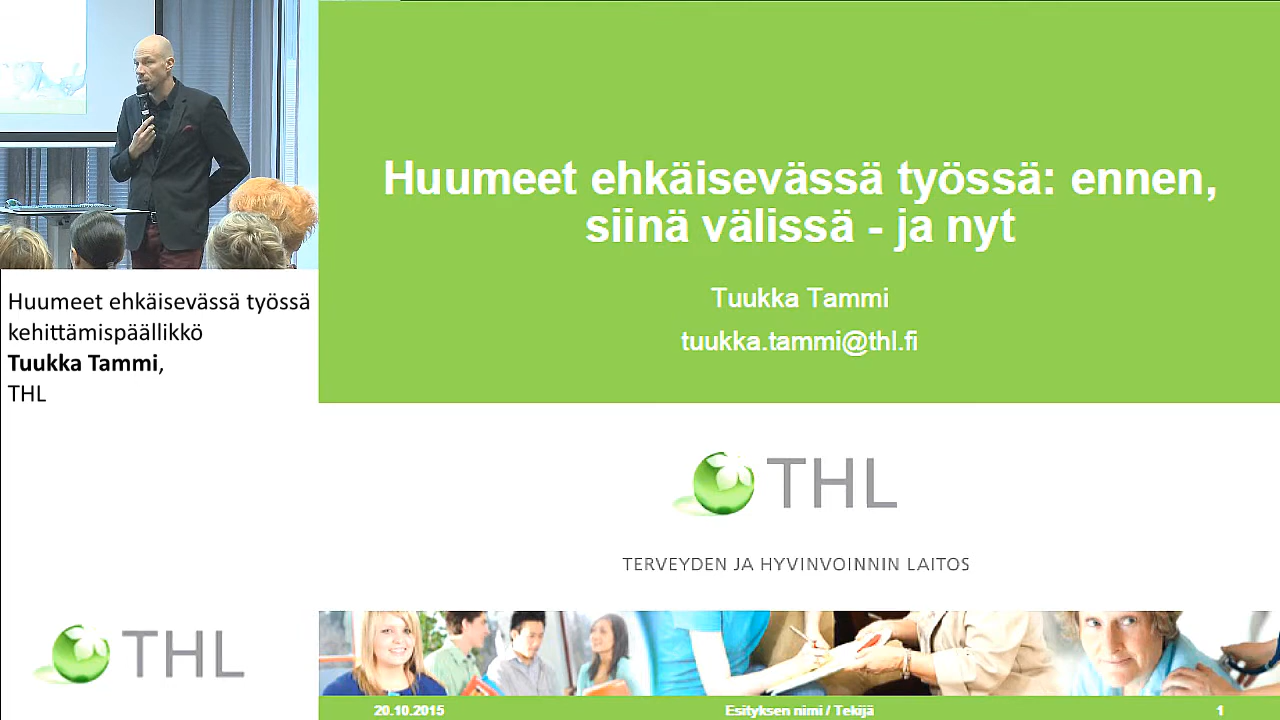 Huumeet ehkäisevässä työssä: ennen,
siinä välissä - ja nyt
Tuukka Tammi
tuukka.tammi@thl.fi
Huumeet ehkäisevässä työssä
kehittämispäällikkö
Tuukka Tammi,
THL
THL
TERVEYDEN JA HYVINVOINNIN LAITOS
THL
20.10.2015 Esityksen nimi / Tekijä 1